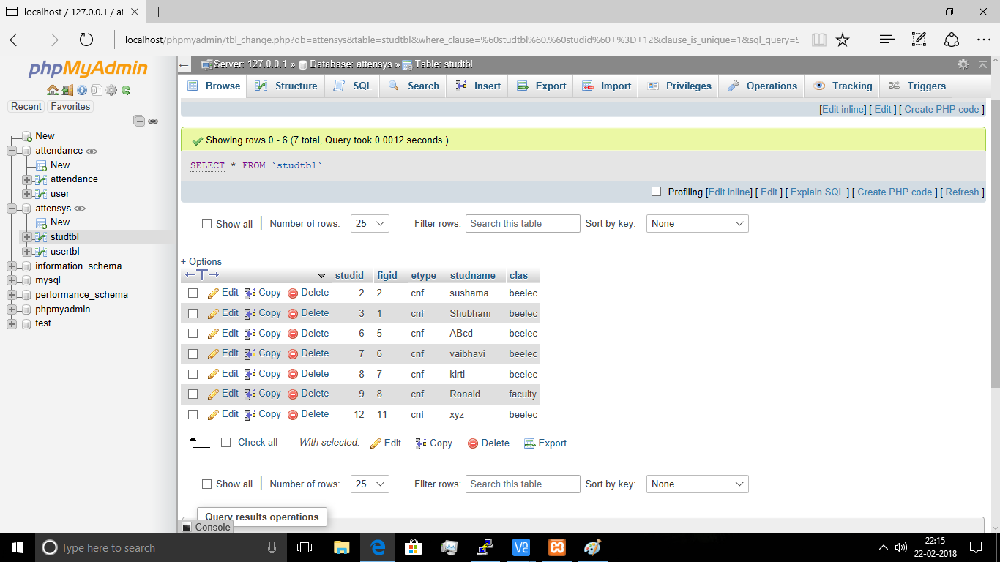 localhost / 127.0.0.1 / at
localhost/phpmyadmin/tbl_change.php?db=attensys&table=studtbl&where_clause=%60studtbl%60.%60studid%60+%3D+12&clause_is_unique=1&sql_query=S
phpMyAdmin
Recent Favorites
New
attendance
New
attendance
user
attensys
New
studtbl
usertbl
information_schema
mysql
performance_schema
phpmyadmin
test
Server: 127.0.0.1 » Database: attensys » Table: studtbl
Browse Structure SQL Search Insert Export Import Privileges Operations Tracking Triggers
[Edit inline] [ Edit ] [ Create PHP code ]
Showing rows 0 - 6 (7 total, Query took 0.0012 seconds.)
SELECT * FROM `studtbl`
Profiling [Edit inline] [ Edit ] [ Explain SQL ] [ Create PHP code ] [ Refresh ]
Show all Number of rows: 25 Filter rows: Search this table Sort by key: None
+ Options
←T→ studid figid etype studname clas
Edit Copy Delete 2 2 cnf sushama beelec
Edit Copy Delete 3 1 cnf Shubham beelec
Edit Copy Delete 6 5 cnf ABcd beelec
Edit Copy Delete 7 6 cnf vaibhavi beelec
Edit Copy Delete 8 7 cnf kirti beelec
Edit Copy Delete 9 8 cnf Ronald faculty
Edit Copy Delete 12 11 cnf xyz beelec
Check all With selected: Edit Copy Delete Export
Show all Number of rows: 25 Filter rows: Search this table Sort by key: None
Query results operations
Console
Type here to search
22:15
22-02-2018